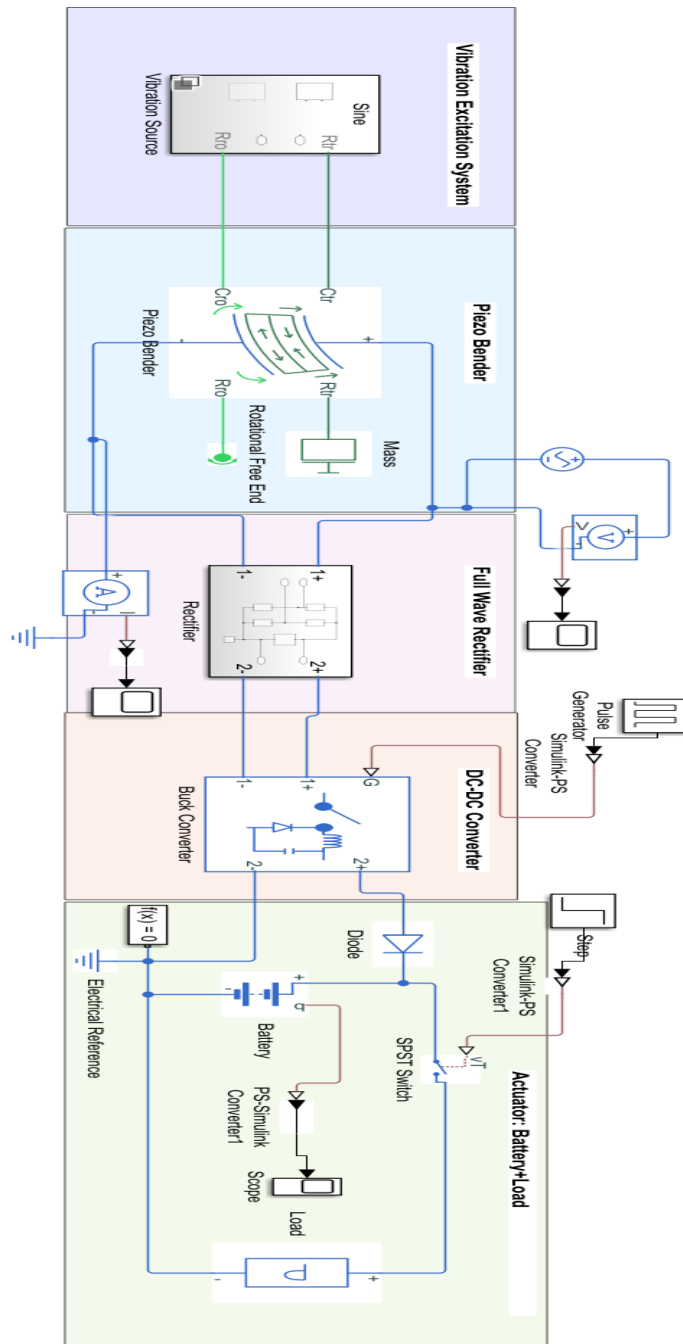 Vibration Excitation System
Sine
Rtr
Rro
Vibration Source
Piezo Bender
Ctr
Cro
+
-
Rtr
Rro
Piezo Bender
Mass
Rotational Free End
+
-
V
+
-
V
Full Wave Rectifier
1+
1-
2+
2-
Rectifier
+
A
-
I
Pulse
Generator
Simulink-PS
Converter
DC-DC Converter
G
1+
1-
2+
2-
Buck Converter
Step
Simulink-PS
Converter1
Actuator: Battery+Load
Diode
vT
SPST Switch
+
-
q
Battery
f(x) = 0
Electrical Reference
PS-Simulink
Converter1
Scope
Load
+
P
-